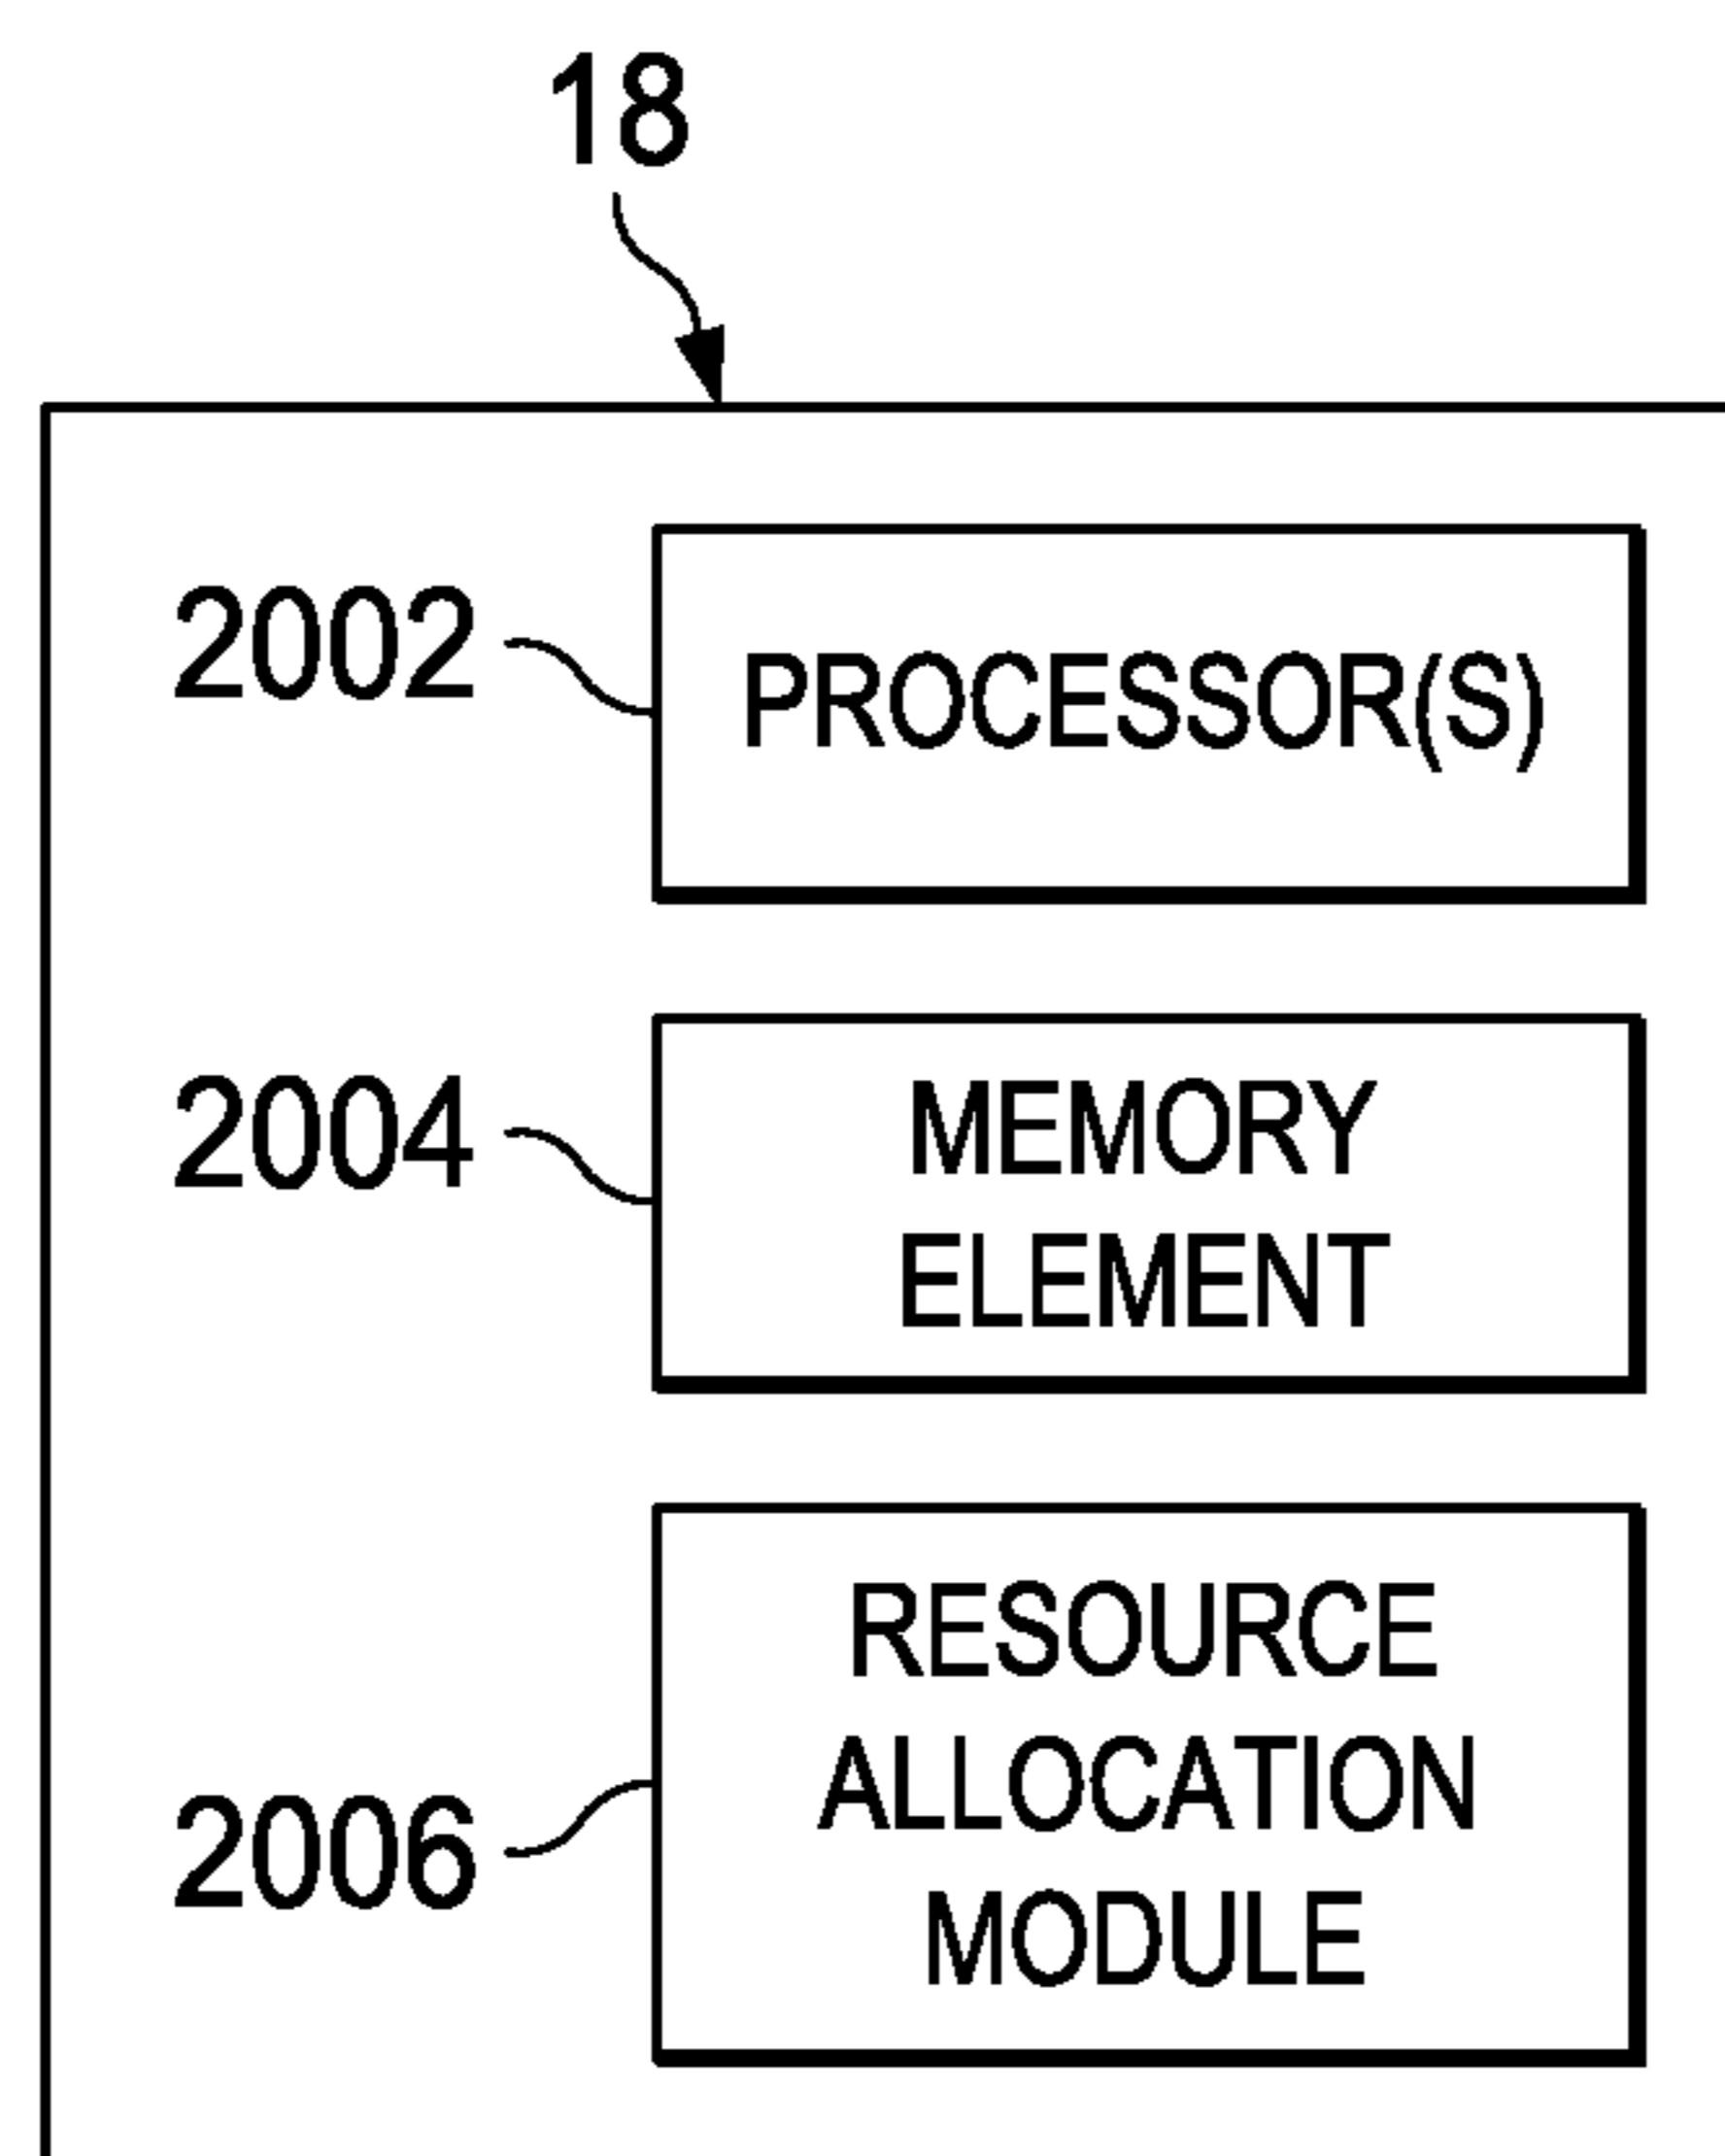 18
2002
PROCESSOR(S)
2004
MEMORY
ELEMENT
2006
RESOURCE
ALLOCATION
MODULE